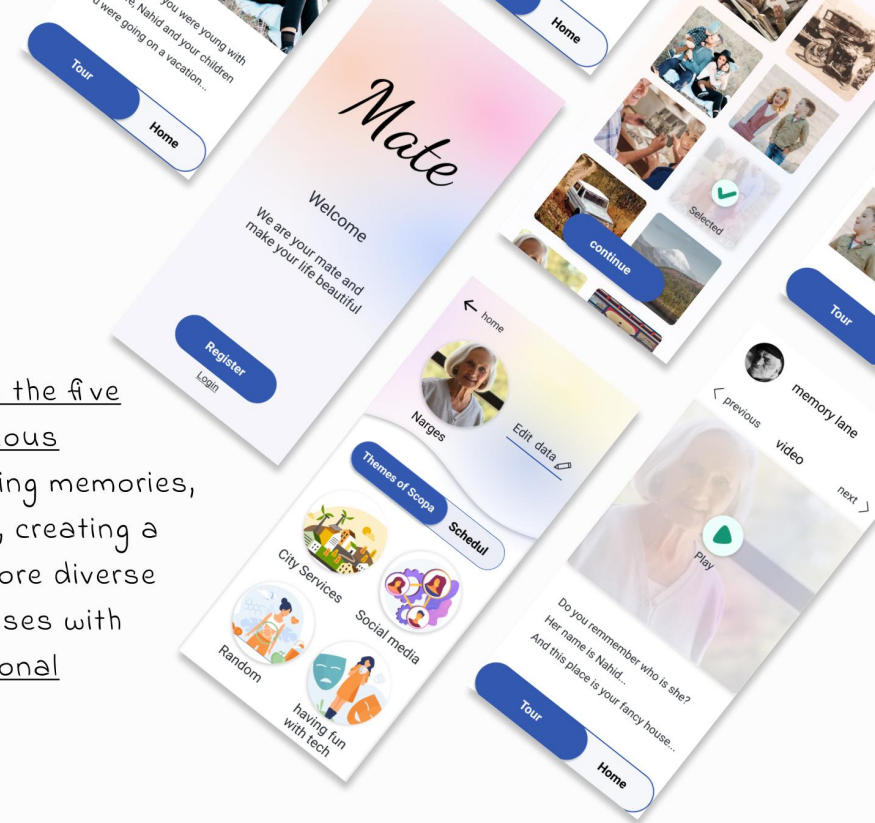 you were young with
Nahid and your children
were going on a vacation...
Tour
Home
Mate
Welcome
We are your mate and
make your life beautiful
Register
Login
Home
Selected
continue
Tour
the five
ous
ing memories,
, creating a
ore diverse
ses with
onal
home
Narges
Edit data
Themes of Scopa
Schedul
City Services
Social media
Random
having fun
with tech
memory lane
previous
video
next
Play
Do you remmember who is she?
Her name is Nahid...
And this place is your fancy house...
Tour
Home